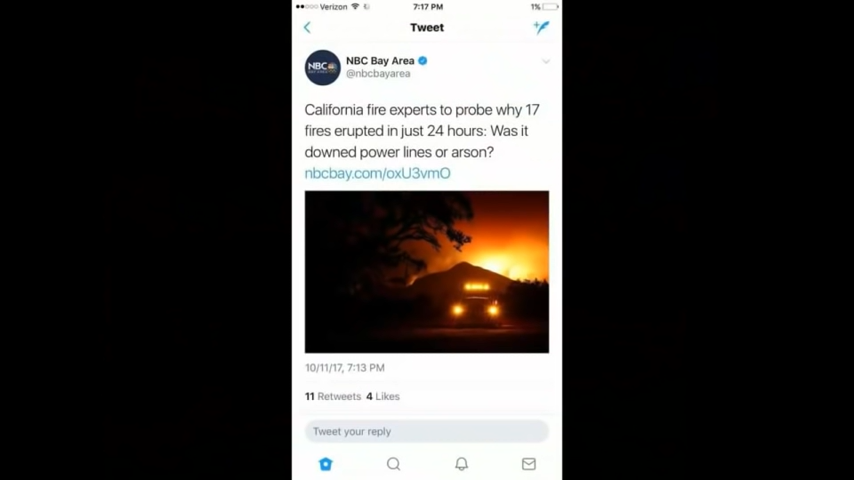 Verizon 7:17 PM 1%
Tweet
NBC
NBC Bay Area
@nbcbayarea
California fire experts to probe why 17
fires erupted in just 24 hours: Was it
downed power lines or arson?
nbcbay.com/oxU3vmO
10/11/17, 7:13 PM
11 Retweets 4 Likes
Tweet your reply